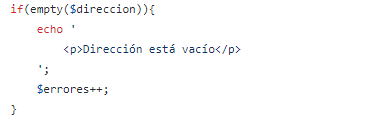 if(empty($direccion)){
    echo '
        <p>Dirección está vacío</p>
    ';
    $errores++;
}